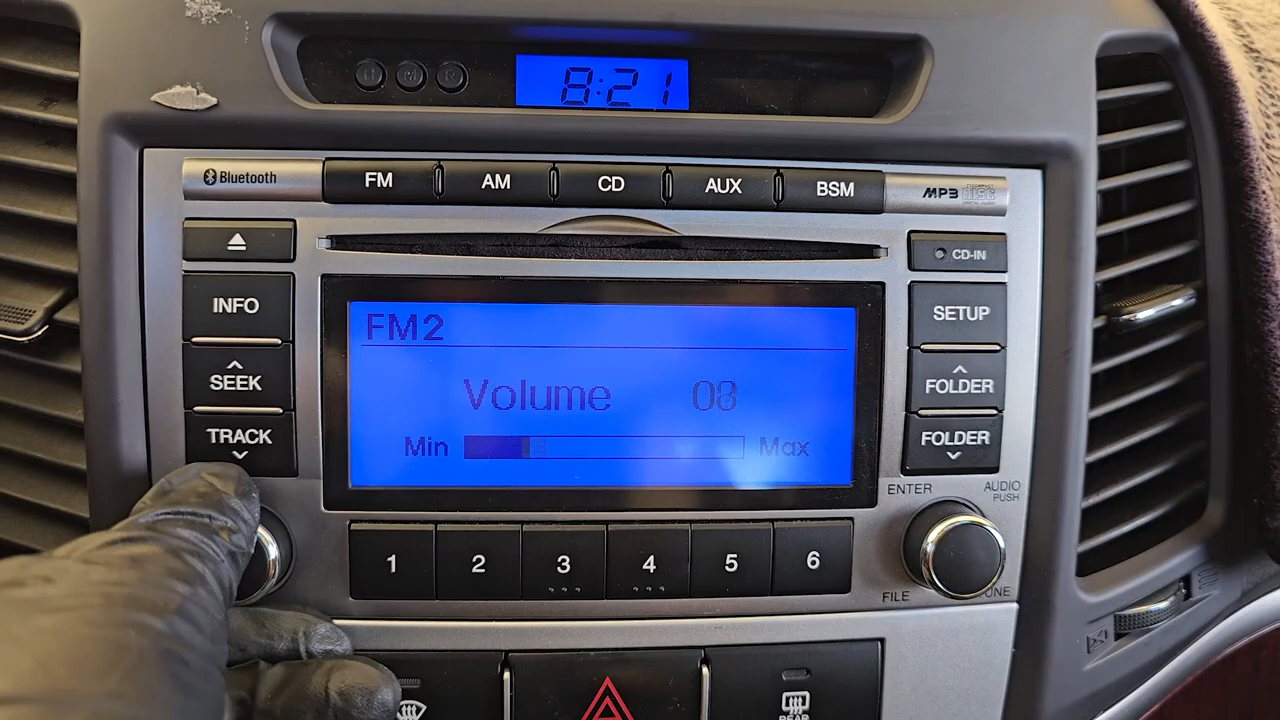 8:21
Bluetooth
FM
AM
CD
AUX
BSM
MP3
CD-IN
INFO
SETUP
FM2
SEEK
FOLDER
Volume 08
TRACK
FOLDER
Min
Max
ENTER
AUDIO
PUSH
1
2
3
4
5
6
FILE
REAR